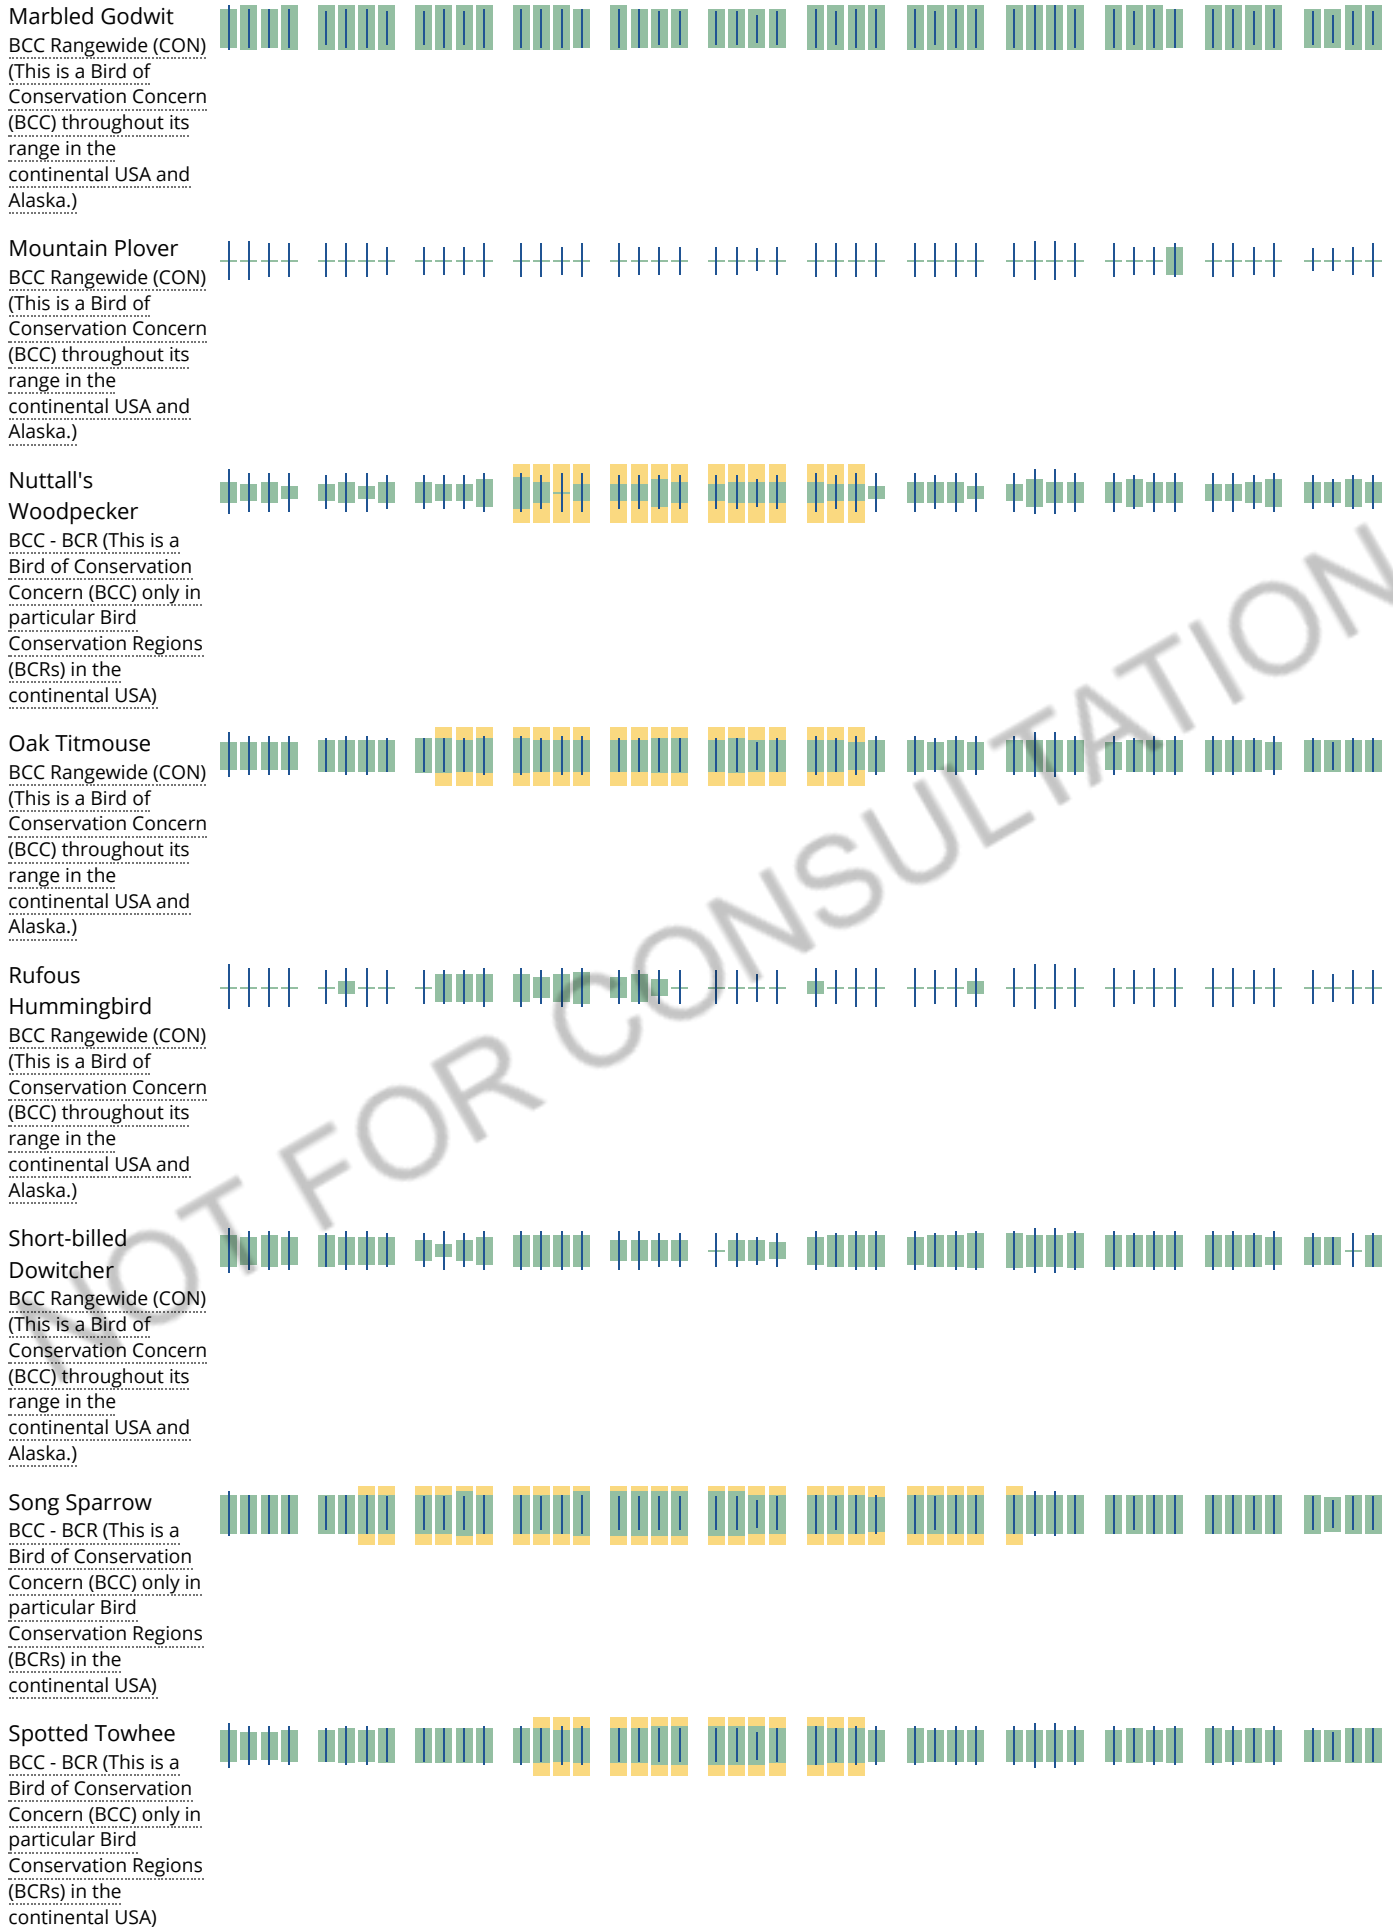 Marbled Godwit
BCC Rangewide (CON)
(This is a Bird of
Conservation Concern
(BCC) throughout its
range in the
continental USA and
Alaska.)
Mountain Plover
BCC Rangewide (CON)
(This is a Bird of
Conservation Concern
(BCC) throughout its
range in the
continental USA and
Alaska.)
Nuttall's
Woodpecker
BCC - BCR (This is a
Bird of Conservation
Concern (BCC) only in
particular Bird
Conservation Regions
(BCRs) in the
continental USA)
Oak Titmouse
BCC Rangewide (CON)
(This is a Bird of
Conservation Concern
(BCC) throughout its
range in the
continental USA and
Alaska.)
Rufous
Hummingbird
BCC Rangewide (CON)
(This is a Bird of
Conservation Concern
(BCC) throughout its
range in the
continental USA and
Alaska.)
Short-billed
Dowitcher
BCC Rangewide (CON)
(This is a Bird of
Conservation Concern
(BCC) throughout its
range in the
continental USA and
Alaska.)
Song Sparrow
BCC - BCR (This is a
Bird of Conservation
Concern (BCC) only in
particular Bird
Conservation Regions
(BCRs) in the
continental USA)
Spotted Towhee
BCC - BCR (This is a
Bird of Conservation
Concern (BCC) only in
particular Bird
Conservation Regions
(BCRs) in the
continental USA)
NOT FOR CONSULTATION